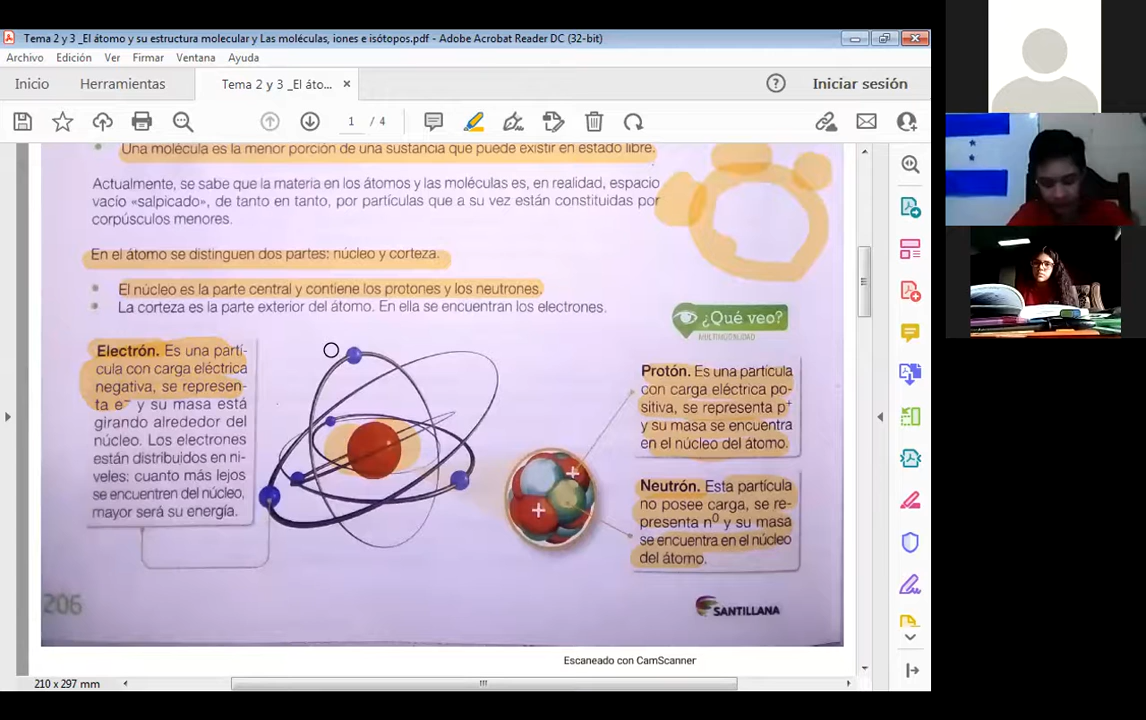 Tema 2 y 3 _El átomo y su estructura molecular y Las moléculas, iones e isótopos.pdf - Adobe Acrobat Reader DC (32-bit)
Archivo Edición Ver Firmar Ventana Ayuda
Inicio Herramientas Tema 2 y 3 _El áto... × Iniciar sesión
1 / 4
Una molécula es la menor porción de una sustancia que puede existir en estado libre.
Actualmente, se sabe que la materia en los átomos y las moléculas es, en realidad, espacio
vacío «salpicado», de tanto en tanto, por partículas que a su vez están constituidas por
corpúsculos menores.
En el átomo se distinguen dos partes: núcleo y corteza.
El núcleo es la parte central y contiene los protones y los neutrones.
La corteza es la parte exterior del átomo. En ella se encuentran los electrones.
¿Qué veo?
MULTIMODALIDAD
Electrón. Es una partí-
cula con carga eléctrica
negativa, se represen-
ta e⁻ y su masa está
girando alrededor del
núcleo. Los electrones
están distribuidos en ni-
veles: cuanto más lejos
se encuentren del núcleo,
mayor será su energía.
+
+
Protón. Es una partícula
con carga eléctrica po-
sitiva, se representa p⁺
y su masa se encuentra
en el núcleo del átomo.
Neutrón. Esta partícula
no posee carga, se re-
presenta n⁰ y su masa
se encuentra en el núcleo
del átomo.
206
SANTILLANA
Escaneado con CamScanner
210 x 297 mm